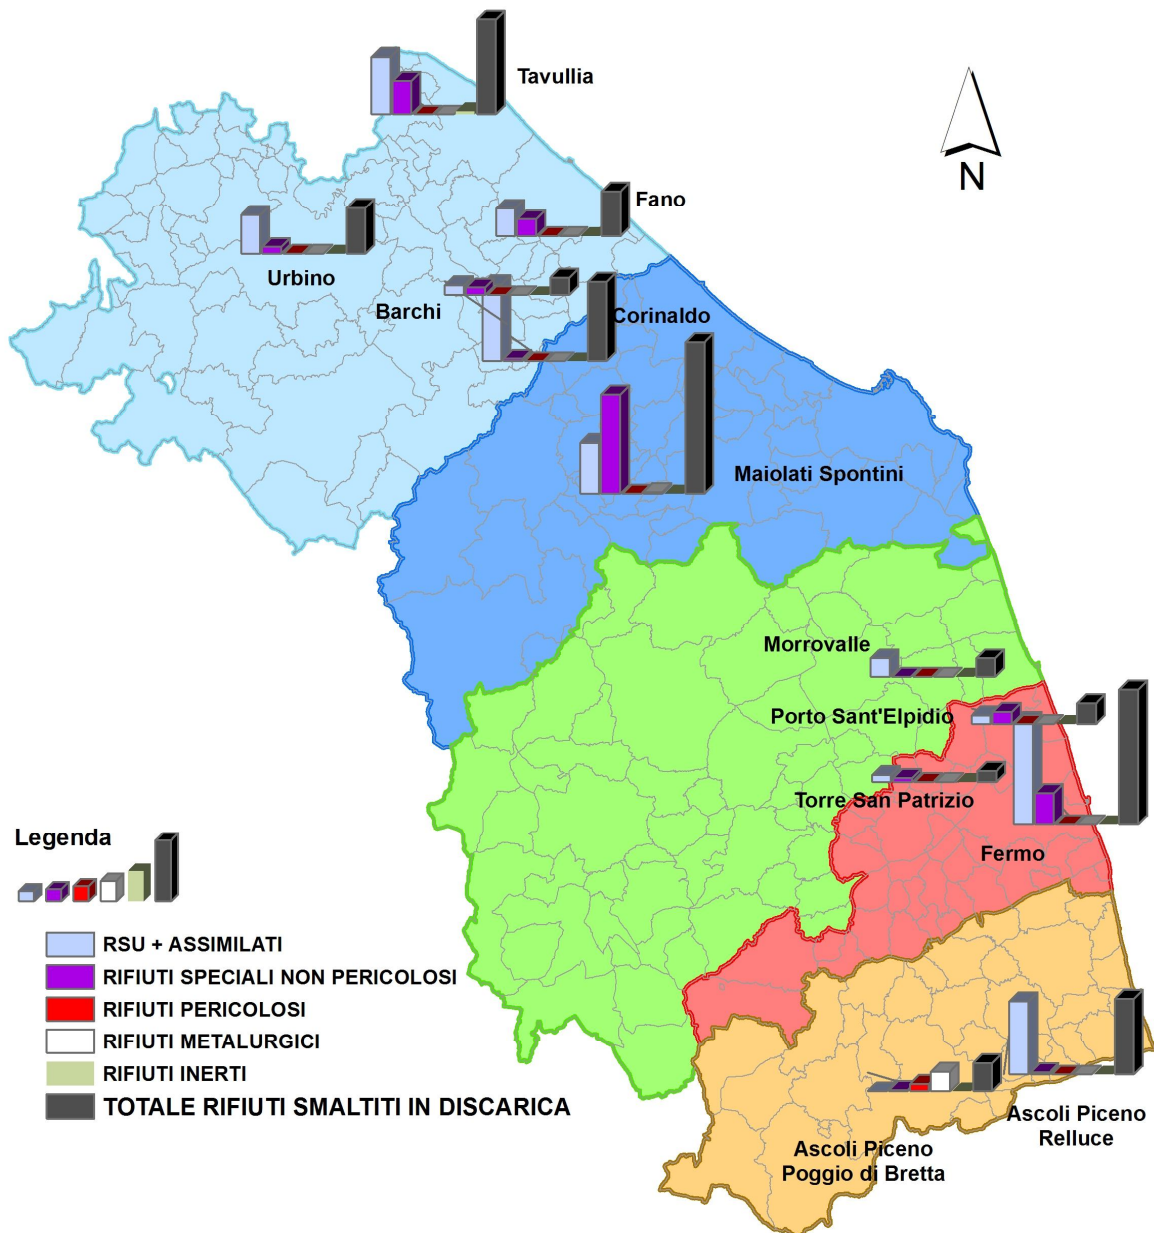 Tavullia
N
Fano
Urbino
Barchi
Corinaldo
Maiolati Spontini
Morrovalle
Porto Sant'Elpidio
Torre San Patrizio
Fermo
Legenda
RSU + ASSIMILATI
RIFIUTI SPECIALI NON PERICOLOSI
RIFIUTI PERICOLOSI
RIFIUTI METALURGICI
RIFIUTI INERTI
TOTALE RIFIUTI SMALTITI IN DISCARICA
Ascoli Piceno
Relluce
Ascoli Piceno
Poggio di Bretta